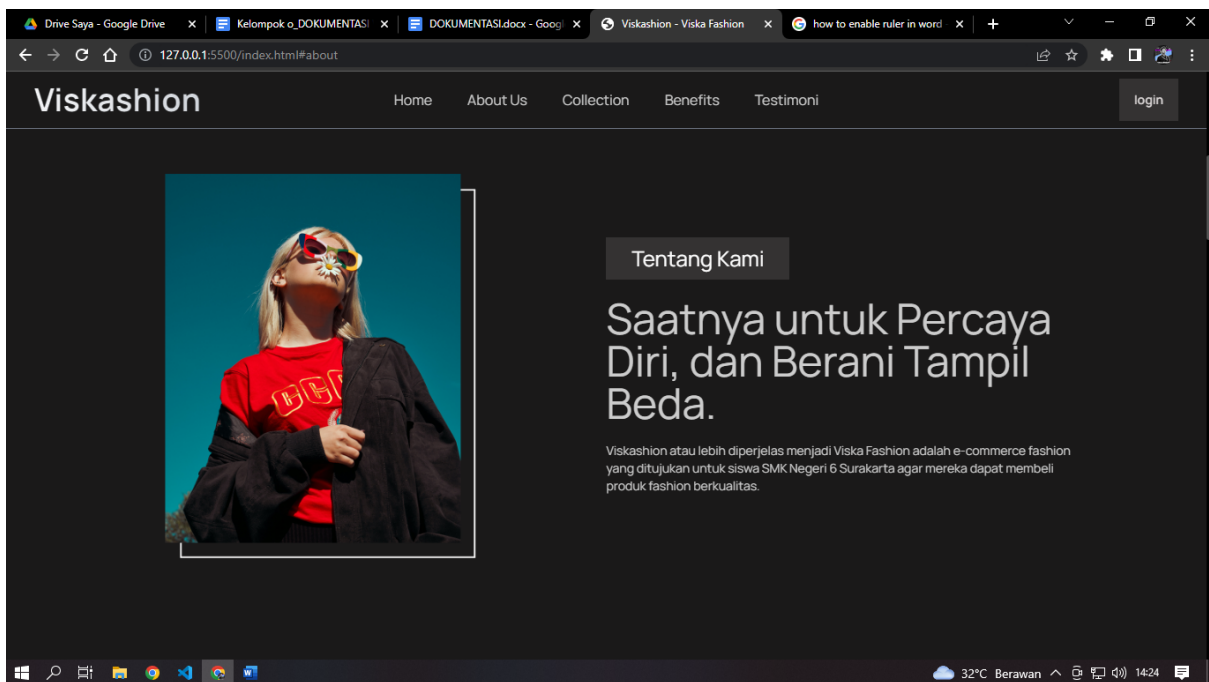 Drive Saya - Google Drive
Kelompok o_DOKUMENTASI
DOKUMENTASI.docx - Googl
Viskashion - Viska Fashion
how to enable ruler in word -
127.0.0.1:5500/index.html#about
Viskashion
Home
About Us
Collection
Benefits
Testimoni
login
Tentang Kami
Saatnya untuk Percaya
Diri, dan Berani Tampil
Beda.
Viskashion atau lebih diperjelas menjadi Viska Fashion adalah e-commerce fashion
yang ditujukan untuk siswa SMK Negeri 6 Surakarta agar mereka dapat membeli
produk fashion berkualitas.
32°C Berawan
14:24